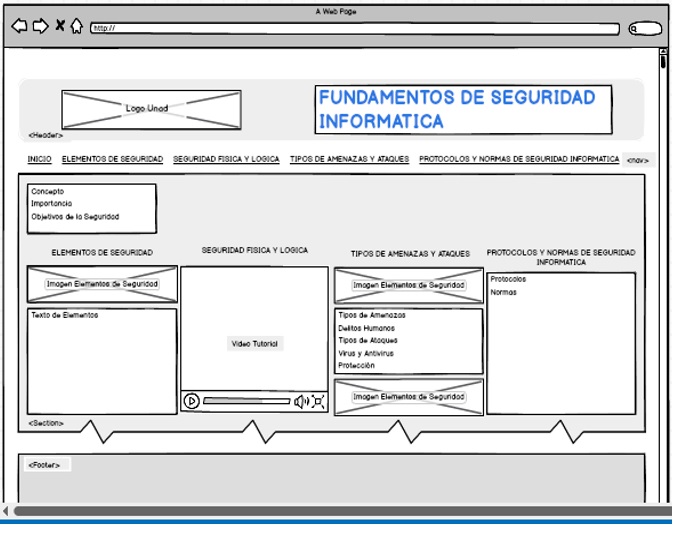 A Web Page
http://
Logo Unad
FUNDAMENTOS DE SEGURIDAD
INFORMATICA
<Header>
INICIO ELEMENTOS DE SEGURIDAD SEGURIDAD FISICA Y LOGICA TIPOS DE AMENAZAS Y ATAQUES PROTOCOLOS Y NORMAS DE SEGURIDAD INFORMATICA <nav>
Concepto
Importancia
Objetivos de la Seguridad
ELEMENTOS DE SEGURIDAD
Imagen Elementos de Seguridad
Texto de Elementos
SEGURIDAD FISICA Y LOGICA
Video Tutorial
TIPOS DE AMENAZAS Y ATAQUES
Imagen Elementos de Seguridad
Tipos de Amenazas
Delitos Humanos
Tipos de Ataques
Virus y Antivirus
Protección
Imagen Elementos de Seguridad
PROTOCOLOS Y NORMAS DE SEGURIDAD
INFORMATICA
Protocolos
Normas
<Section>
<Footer>